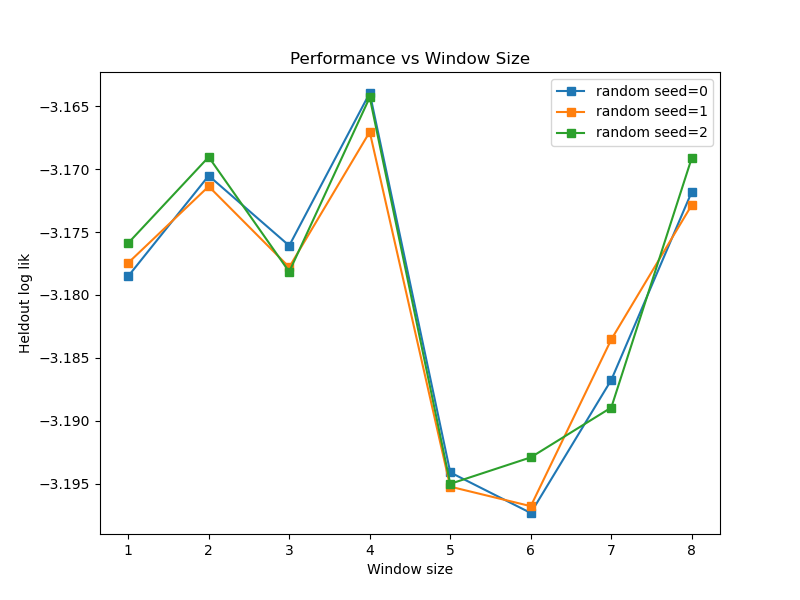 Performance vs Window Size
random seed=0
random seed=1
random seed=2
−3.165
−3.170
−3.175
−3.180
−3.185
−3.190
−3.195
Heldout log lik
1 2 3 4 5 6 7 8
Window size